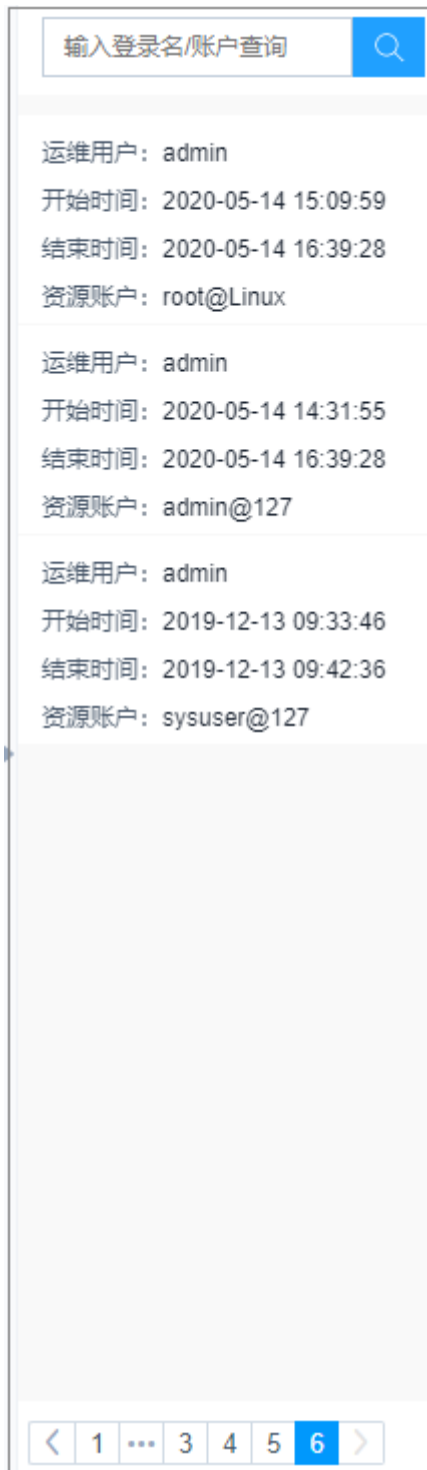 输入登录名/账户查询
运维用户：admin
开始时间：2020-05-14 15:09:59
结束时间：2020-05-14 16:39:28
资源账户：root@Linux
运维用户：admin
开始时间：2020-05-14 14:31:55
结束时间：2020-05-14 16:39:28
资源账户：admin@127
运维用户：admin
开始时间：2019-12-13 09:33:46
结束时间：2019-12-13 09:42:36
资源账户：sysuser@127
< 1 ••• 3 4 5 6 >